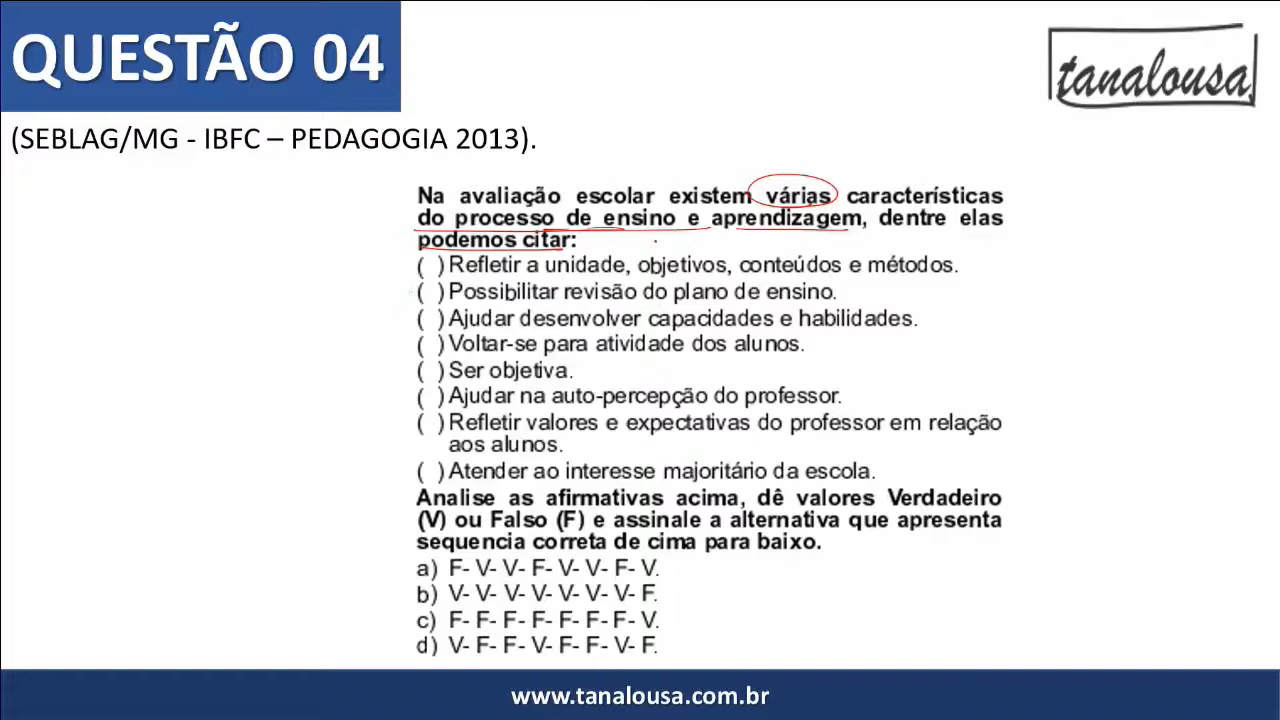 QUESTÃO 04
tanalousa
(SEBLAG/MG - IBFC – PEDAGOGIA 2013).
Na avaliação escolar existem várias características
do processo de ensino e aprendizagem, dentre elas
podemos citar:
( ) Refletir a unidade, objetivos, conteúdos e métodos.
( ) Possibilitar revisão do plano de ensino.
( ) Ajudar desenvolver capacidades e habilidades.
( ) Voltar-se para atividade dos alunos.
( ) Ser objetiva.
( ) Ajudar na auto-percepção do professor.
( ) Refletir valores e expectativas do professor em relação
aos alunos.
( ) Atender ao interesse majoritário da escola.
Analise as afirmativas acima, dê valores Verdadeiro
(V) ou Falso (F) e assinale a alternativa que apresenta
sequencia correta de cima para baixo.
a) F- V- V- F- V- V- F- V.
b) V- V- V- V- V- V- V- F.
c) F- F- F- F- F- F- F- V.
d) V- F- F- V- F- F- V- F.
www.tanalousa.com.br